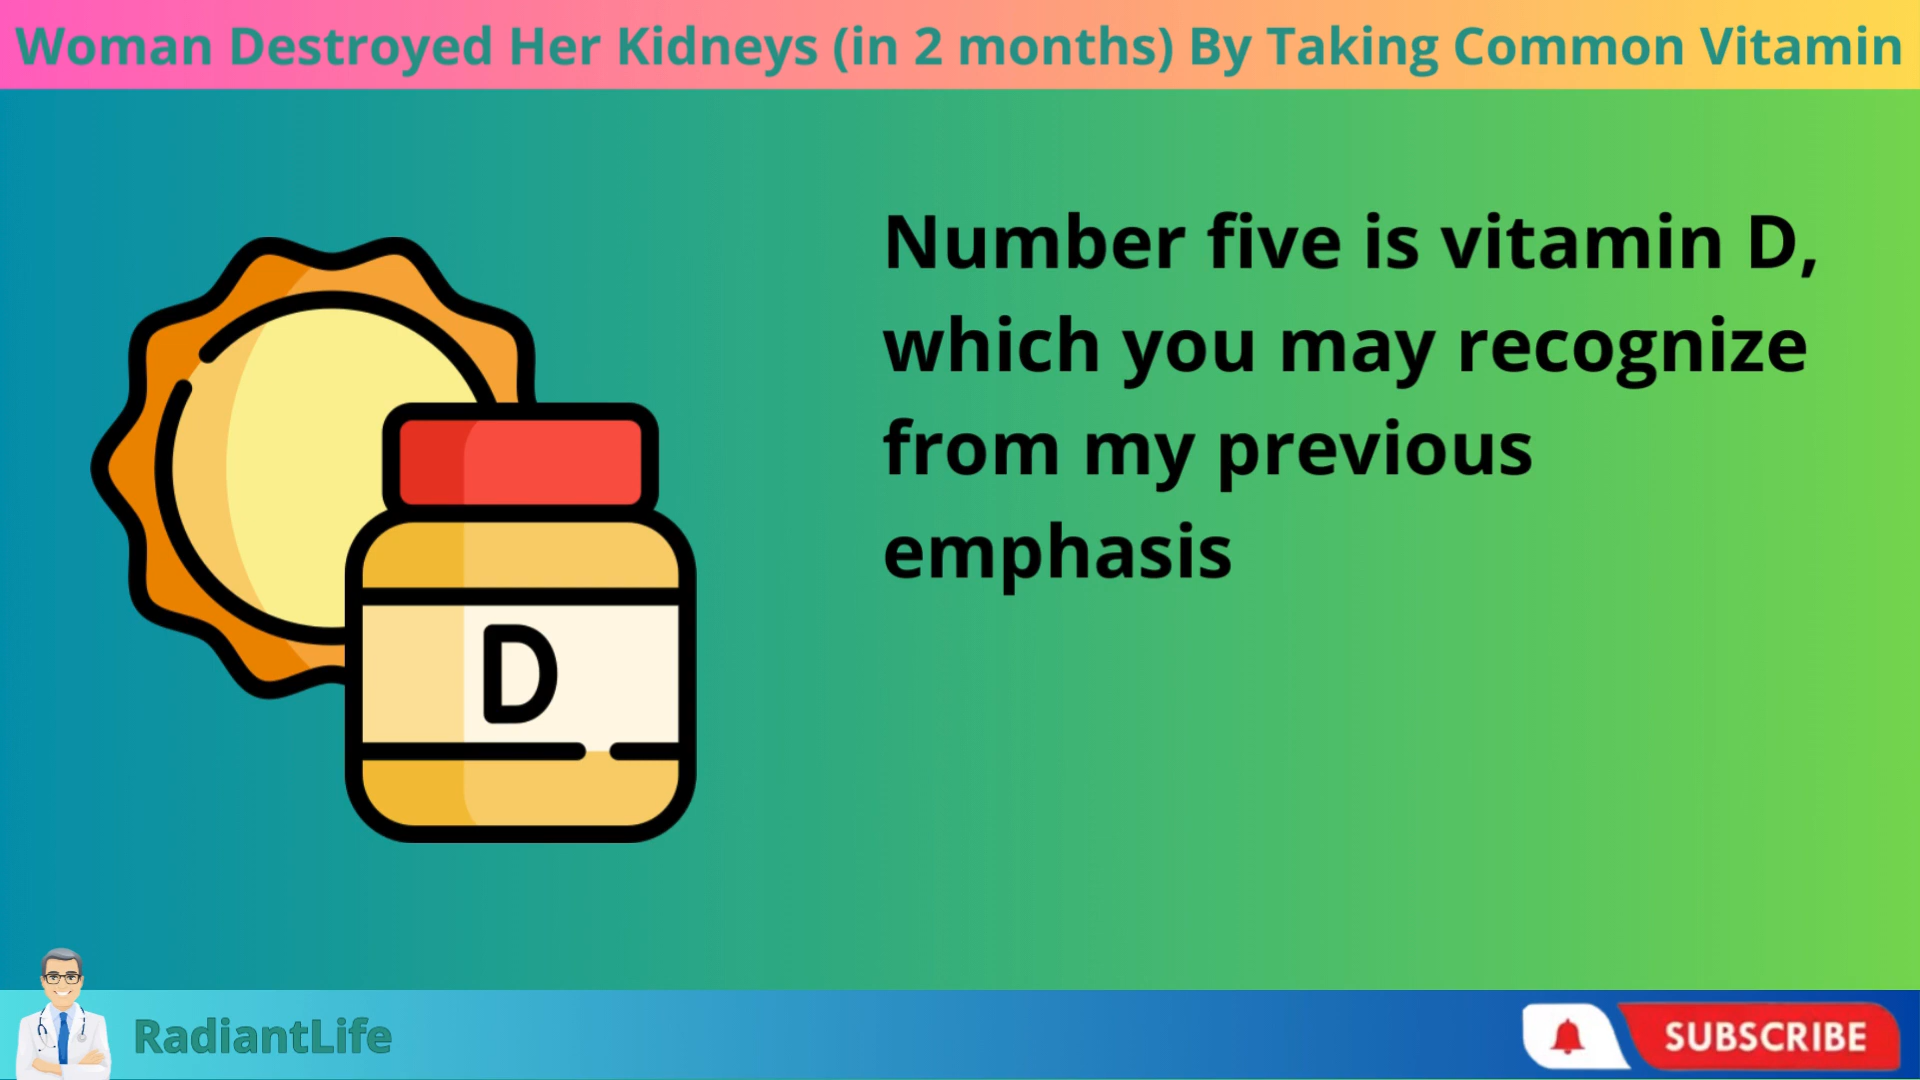 Woman Destroyed Her Kidneys (in 2 months) By Taking Common Vitamin
Number five is vitamin D,
which you may recognize
from my previous
emphasis
D
RadiantLife
SUBSCRIBE